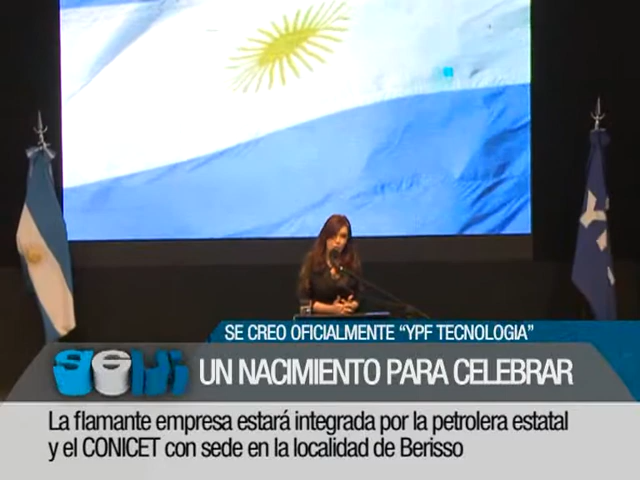 SE CREO OFICIALMENTE “YPF TECNOLOGIA”
UN NACIMIENTO PARA CELEBRAR
La flamante empresa estará integrada por la petrolera estatal
y el CONICET con sede en la localidad de Berisso